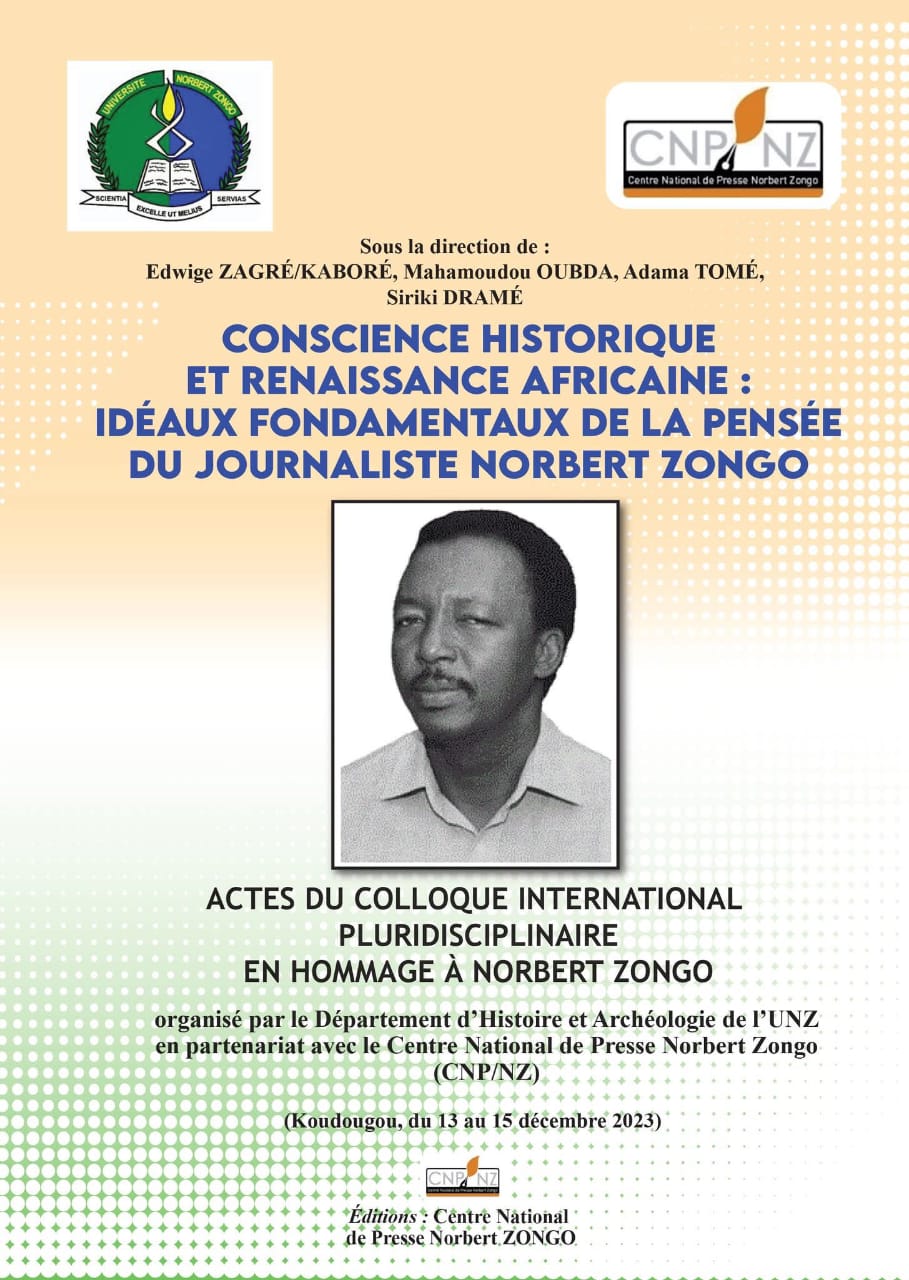 UNIVERSITE NORBERT ZONGO
SCIENTIA
EXCELLE UT MELIUS
SERVIAS
CNP NZ
Centre National de Presse Norbert Zongo
Sous la direction de :
Edwige ZAGRÉ/KABORÉ, Mahamoudou OUBDA, Adama TOMÉ,
Siriki DRAMÉ
CONSCIENCE HISTORIQUE
ET RENAISSANCE AFRICAINE :
IDÉAUX FONDAMENTAUX DE LA PENSÉE
DU JOURNALISTE NORBERT ZONGO
ACTES DU COLLOQUE INTERNATIONAL
PLURIDISCIPLINAIRE
EN HOMMAGE À NORBERT ZONGO
organisé par le Département d’Histoire et Archéologie de l’UNZ
en partenariat avec le Centre National de Presse Norbert Zongo
(CNP/NZ)
(Koudougou, du 13 au 15 décembre 2023)
CNP NZ
Centre National de Presse Norbert Zongo
Éditions : Centre National
de Presse Norbert ZONGO